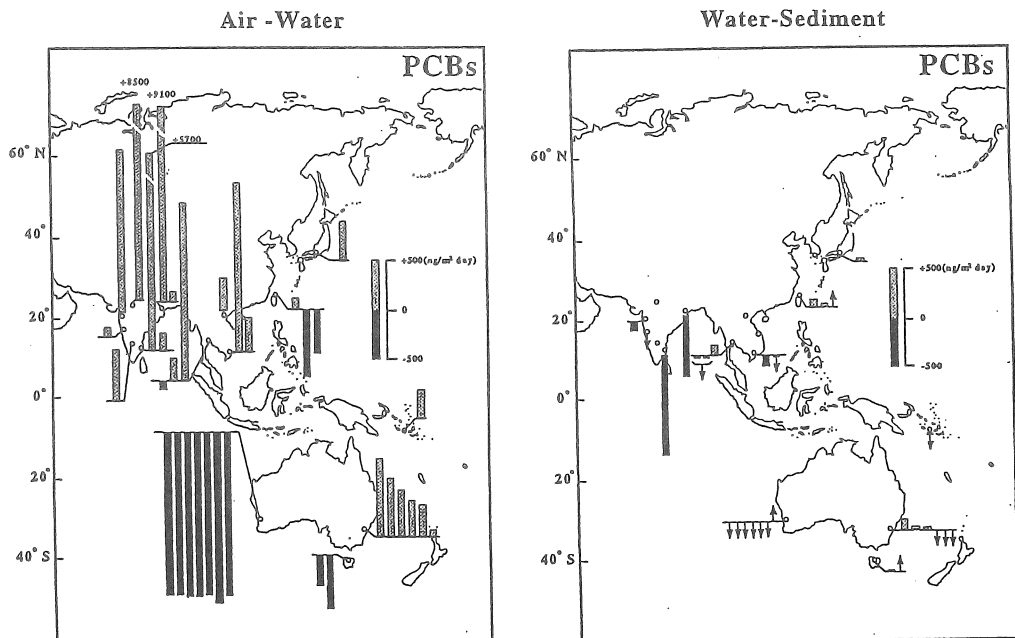 Air -Water
Water-Sediment
PCBs
PCBs
+8500
+9100
+5700
60° N
40°
20°
0°
20°
40° S
+500(ng/m² day)
0
-500
60° N
40°
20°
0°
20°
40° S
+500(ng/m² day)
0
-500